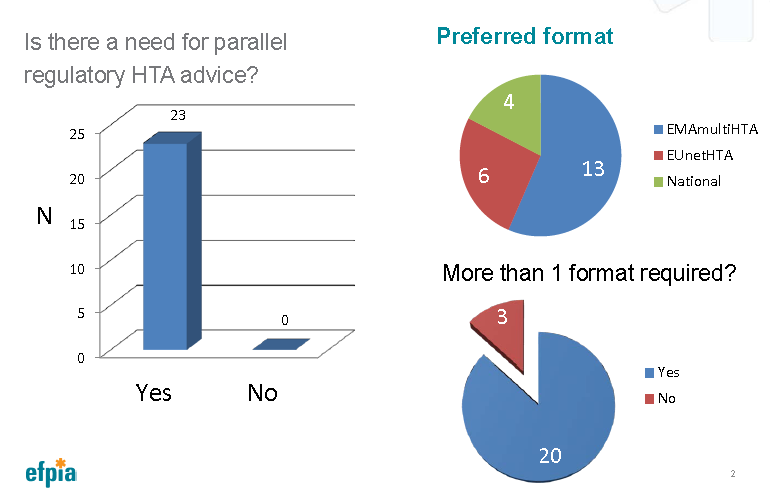 Is there a need for parallel
regulatory HTA advice?
23
25
20
15
10
5
0
N
0
Yes
No
Preferred format
4
6
13
EMAmultiHTA
EUnetHTA
National
More than 1 format required?
3
20
Yes
No
efpia
2